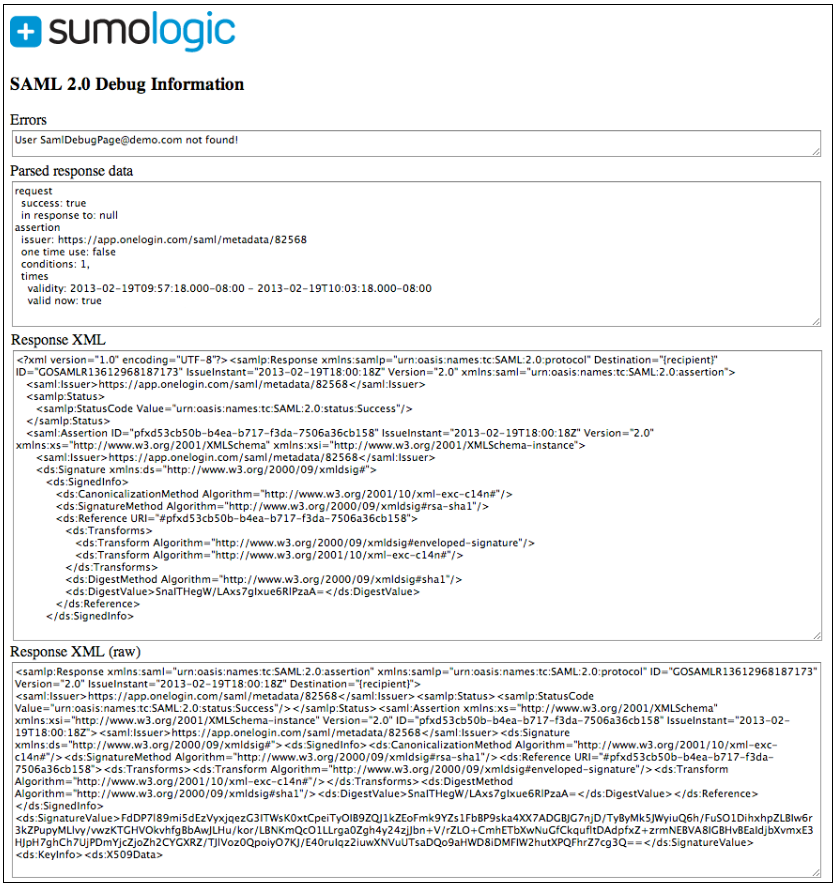 sumologic
SAML 2.0 Debug Information
Errors
User SamlDebugPage@demo.com not found!
Parsed response data
request
success: true
in response to: null
assertion
issuer: https://app.onelogin.com/saml/metadata/82568
one time use: false
conditions: 1,
times
validity: 2013-02-19T09:57:18.000-08:00 - 2013-02-19T10:03:18.000-08:00
valid now: true
Response XML
<?xml version="1.0" encoding="UTF-8"?><samlp:Response xmlns:samlp="urn:oasis:names:tc:SAML:2.0:protocol" Destination="{recipient}"
ID="GOSAMLR13612968187173" IssueInstant="2013-02-19T18:00:18Z" Version="2.0" xmlns:saml="urn:oasis:names:tc:SAML:2.0:assertion">
<saml:Issuer>https://app.onelogin.com/saml/metadata/82568</saml:Issuer>
<samlp:Status>
<samlp:StatusCode Value="urn:oasis:names:tc:SAML:2.0:status:Success"/>
</samlp:Status>
<saml:Assertion ID="pfxd53cb50b-b4ea-b717-f3da-7506a36cb158" IssueInstant="2013-02-19T18:00:18Z" Version="2.0"
xmlns:xs="http://www.w3.org/2001/XMLSchema" xmlns:xsi="http://www.w3.org/2001/XMLSchema-instance">
<saml:Issuer>https://app.onelogin.com/saml/metadata/82568</saml:Issuer>
<ds:Signature xmlns:ds="http://www.w3.org/2000/09/xmldsig#">
<ds:SignedInfo>
<ds:CanonicalizationMethod Algorithm="http://www.w3.org/2001/10/xml-exc-c14n#"/>
<ds:SignatureMethod Algorithm="http://www.w3.org/2000/09/xmldsig#rsa-sha1"/>
<ds:Reference URI="#pfxd53cb50b-b4ea-b717-f3da-7506a36cb158">
<ds:Transforms>
<ds:Transform Algorithm="http://www.w3.org/2000/09/xmldsig#enveloped-signature"/>
<ds:Transform Algorithm="http://www.w3.org/2001/10/xml-exc-c14n#"/>
</ds:Transforms>
<ds:DigestMethod Algorithm="http://www.w3.org/2000/09/xmldsig#sha1"/>
<ds:DigestValue>SnaITHegW/LAxs7gIxue6RlPzaA=</ds:DigestValue>
</ds:Reference>
</ds:SignedInfo>
Response XML (raw)
<samlp:Response xmlns:saml="urn:oasis:names:tc:SAML:2.0:assertion" xmlns:samlp="urn:oasis:names:tc:SAML:2.0:protocol" ID="GOSAMLR13612968187173"
Version="2.0" IssueInstant="2013-02-19T18:00:18Z" Destination="{recipient}">
<saml:Issuer>https://app.onelogin.com/saml/metadata/82568</saml:Issuer><samlp:Status><samlp:StatusCode
Value="urn:oasis:names:tc:SAML:2.0:status:Success"/></samlp:Status><saml:Assertion xmlns:xs="http://www.w3.org/2001/XMLSchema"
xmlns:xsi="http://www.w3.org/2001/XMLSchema-instance" Version="2.0" ID="pfxd53cb50b-b4ea-b717-f3da-7506a36cb158" IssueInstant="2013-02-
19T18:00:18Z"><saml:Issuer>https://app.onelogin.com/saml/metadata/82568</saml:Issuer><ds:Signature
xmlns:ds="http://www.w3.org/2000/09/xmldsig#"><ds:SignedInfo><ds:CanonicalizationMethod Algorithm="http://www.w3.org/2001/10/xml-exc-
c14n#"/><ds:SignatureMethod Algorithm="http://www.w3.org/2000/09/xmldsig#rsa-sha1"/><ds:Reference URI="#pfxd53cb50b-b4ea-b717-f3da-
7506a36cb158"><ds:Transforms><ds:Transform Algorithm="http://www.w3.org/2000/09/xmldsig#enveloped-signature"/><ds:Transform
Algorithm="http://www.w3.org/2001/10/xml-exc-c14n#"/></ds:Transforms><ds:DigestMethod
Algorithm="http://www.w3.org/2000/09/xmldsig#sha1"/><ds:DigestValue>SnaITHegW/LAxs7gIxue6RlPzaA=</ds:DigestValue></ds:Reference>
</ds:SignedInfo>
<ds:SignatureValue>FdDP7l89mi5dEzVyxjqezG3lTWsK0xtCpeiTyOIB9ZQJ1kZEoFmk9YZs1FbBP9ska4XX7ADGBJG7njD/TyByMk5JWyiuQ6h/FuSO1DihxhpZLBIw6r
3kZPupyMLlvy/vwzKTGHVOkvhfgBbAwJLHu/kor/LBNKmQcO1LLrga0Zgh4y24zjJbn+V/rZLO+CmhETbXwNuGfCkqufltDAdpfxZ+zrmNEBVA8IGBHvBEaIdjbXvmxE3
HJpH7ghCh7UjPDmYjcZjoZh2CYGXRZ/TJlVoz0QpoiyO7KJ/E40ruIqz2iuwXNVuUTsaDQo9aHWD8iDMFIW2hutXPQFhrZ7cg3Q==</ds:SignatureValue>
<ds:KeyInfo><ds:X509Data>